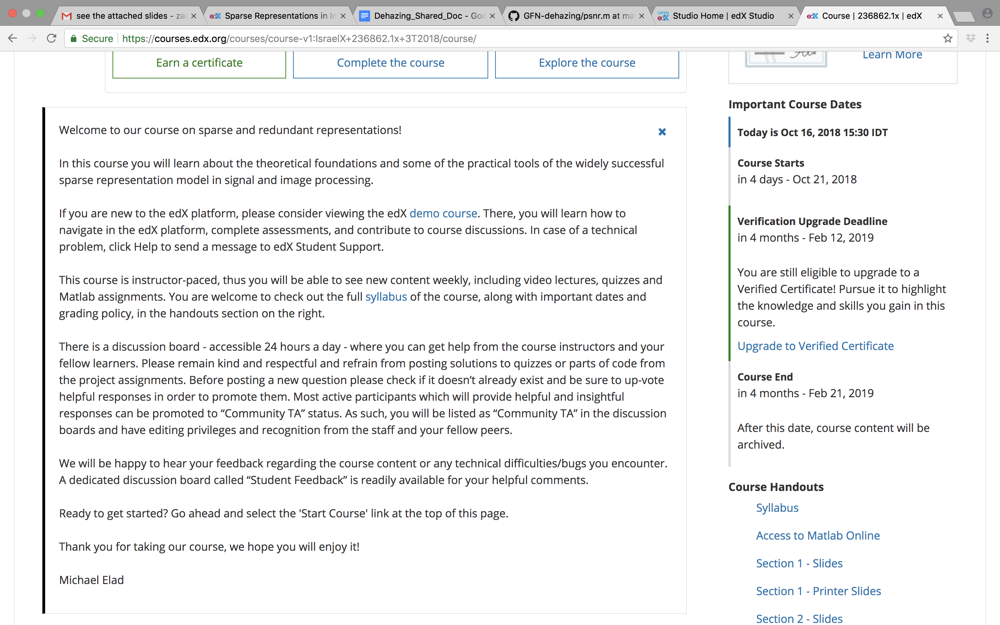 see the attached slides - zac
Sparse Representations in Im
Dehazing_Shared_Doc - Goo
GFN-dehazing/psnr.m at mas
OPEN edX
Studio Home | edX Studio
edX
Course | 236862.1x | edX
Secure
https://courses.edx.org/courses/course-v1:IsraelX+236862.1x+3T2018/course/
Earn a certificate
Complete the course
Explore the course
Learn More
Welcome to our course on sparse and redundant representations!
In this course you will learn about the theoretical foundations and some of the practical tools of the widely successful
sparse representation model in signal and image processing.
If you are new to the edX platform, please consider viewing the edX demo course. There, you will learn how to
navigate in the edX platform, complete assessments, and contribute to course discussions. In case of a technical
problem, click Help to send a message to edX Student Support.
This course is instructor-paced, thus you will be able to see new content weekly, including video lectures, quizzes and
Matlab assignments. You are welcome to check out the full syllabus of the course, along with important dates and
grading policy, in the handouts section on the right.
There is a discussion board - accessible 24 hours a day - where you can get help from the course instructors and your
fellow learners. Please remain kind and respectful and refrain from posting solutions to quizzes or parts of code from
the project assignments. Before posting a new question please check if it doesn’t already exist and be sure to up-vote
helpful responses in order to promote them. Most active participants which will provide helpful and insightful
responses can be promoted to “Community TA” status. As such, you will be listed as “Community TA” in the discussion
boards and have editing privileges and recognition from the staff and your fellow peers.
We will be happy to hear your feedback regarding the course content or any technical difficulties/bugs you encounter.
A dedicated discussion board called “Student Feedback” is readily available for your helpful comments.
Ready to get started? Go ahead and select the 'Start Course' link at the top of this page.
Thank you for taking our course, we hope you will enjoy it!
Michael Elad
Important Course Dates
Today is Oct 16, 2018 15:30 IDT
Course Starts
in 4 days - Oct 21, 2018
Verification Upgrade Deadline
in 4 months - Feb 12, 2019
You are still eligible to upgrade to a
Verified Certificate! Pursue it to highlight
the knowledge and skills you gain in this
course.
Upgrade to Verified Certificate
Course End
in 4 months - Feb 21, 2019
After this date, course content will be
archived.
Course Handouts
Syllabus
Access to Matlab Online
Section 1 - Slides
Section 1 - Printer Slides
Section 2 - Slides